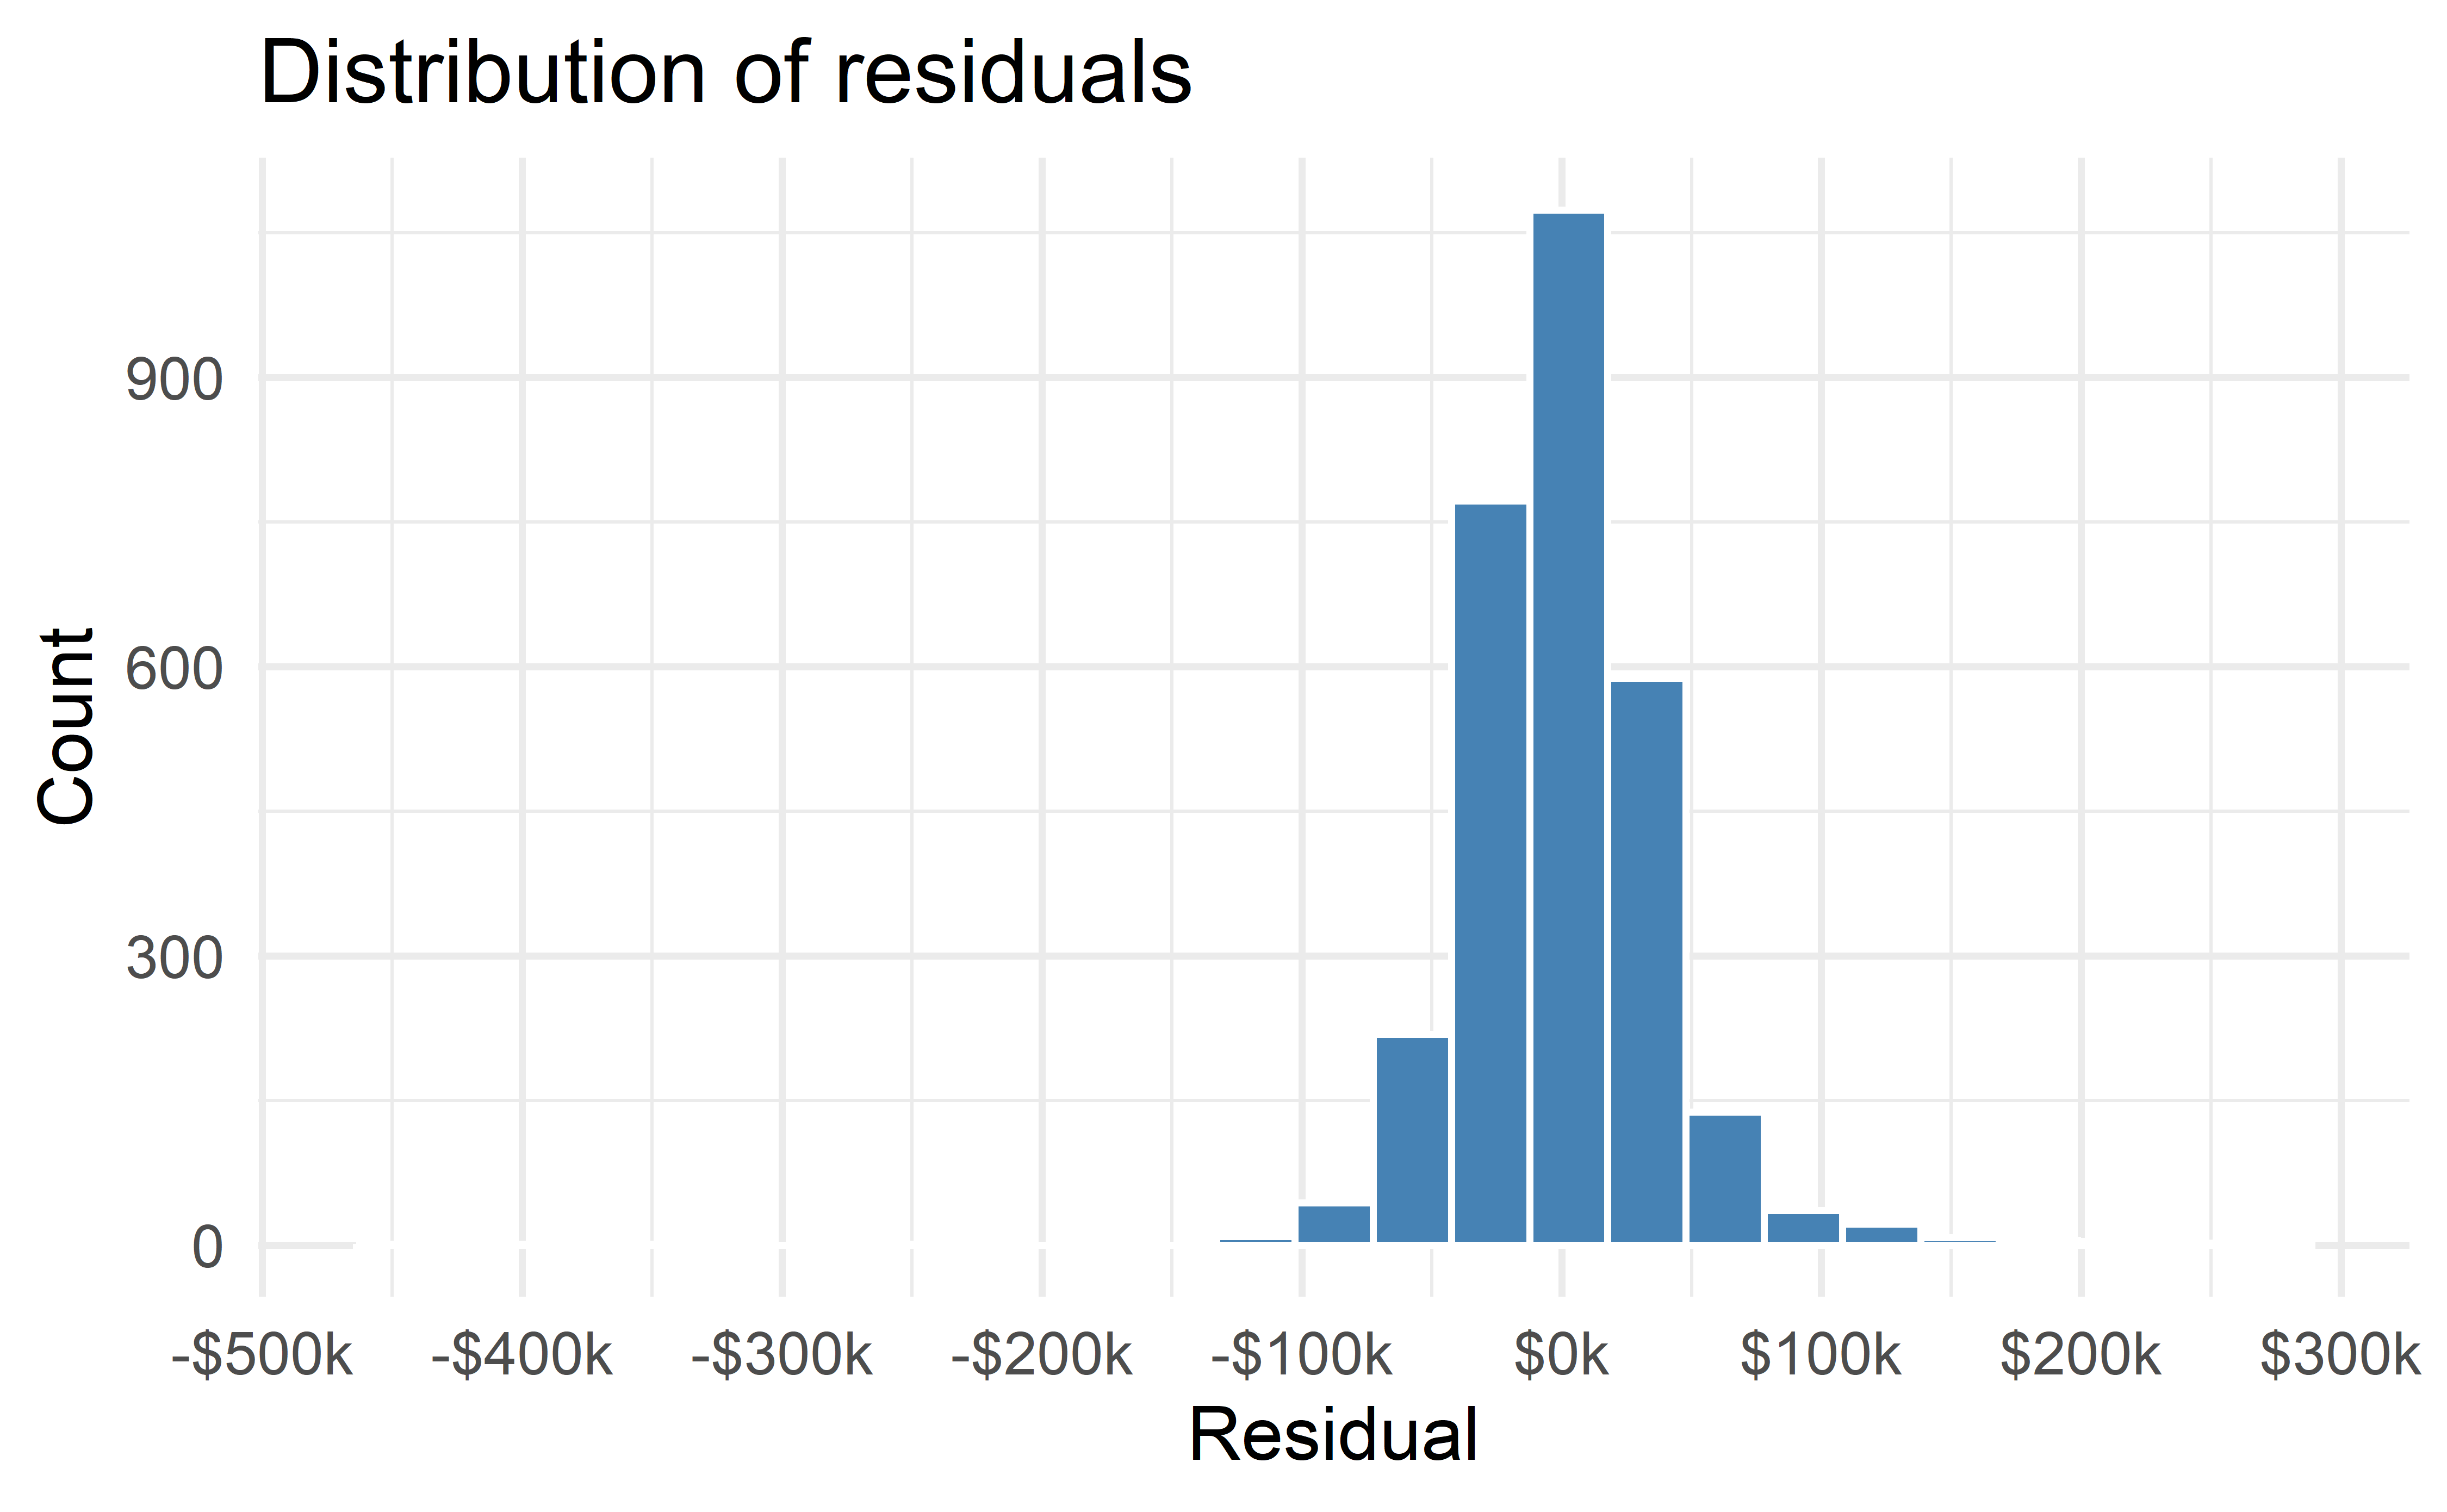 Distribution of residuals
Count
900
600
300
0
-$500k -$400k -$300k -$200k -$100k $0k $100k $200k $300k
Residual